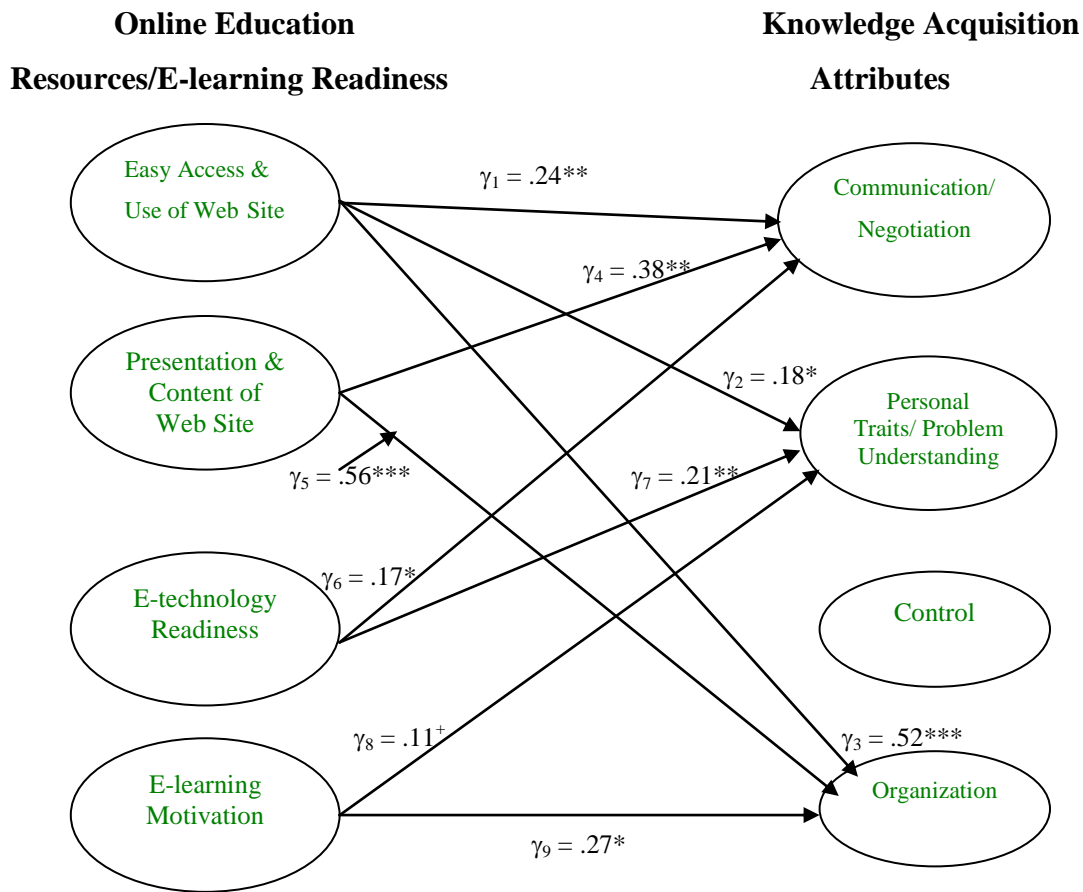 Online Education
Resources/E-learning Readiness
Knowledge Acquisition
Attributes
Easy Access &
Use of Web Site
γ1 = .24**
Communication/
Negotiation
γ4 = .38**
Presentation &
Content of
Web Site
γ2 = .18*
Personal
Traits/ Problem
Understanding
γ5 = .56***
γ7 = .21**
E-technology
Readiness
γ6 = .17*
Control
γ8 = .11+
γ3 = .52***
E-learning
Motivation
Organization
γ9 = .27*